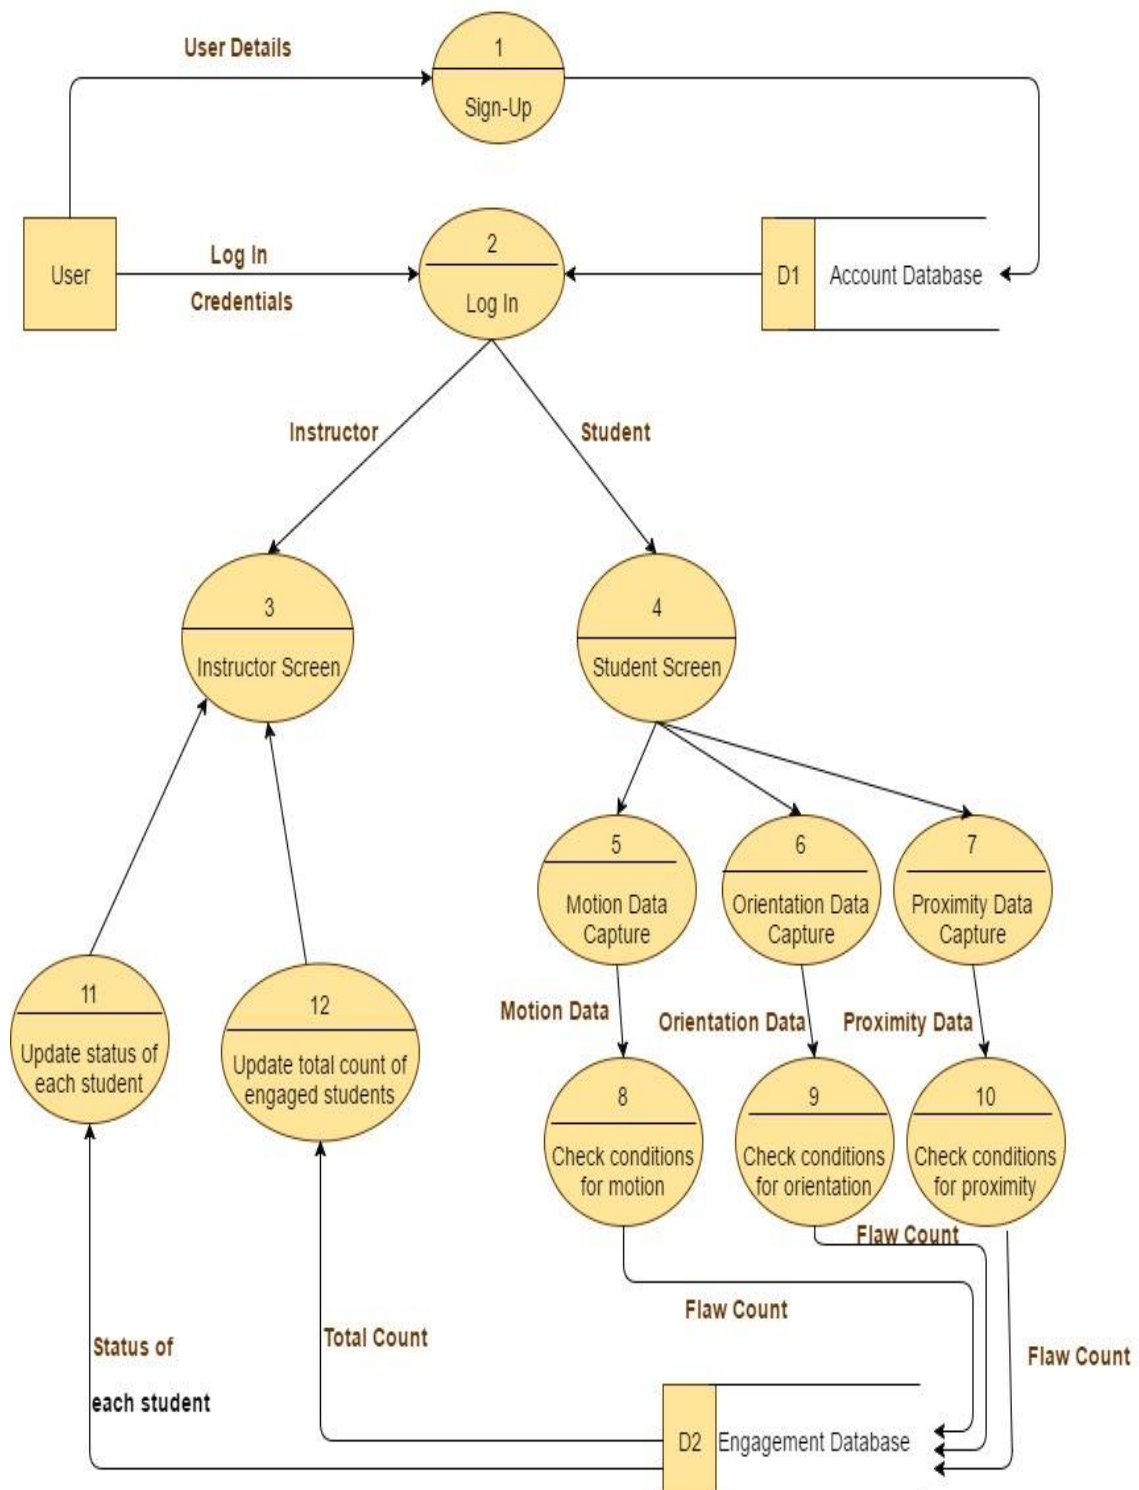 User Details
1
Sign-Up
User
Log In
Credentials
2
Log In
D1
Account Database
Instructor
Student
3
Instructor Screen
4
Student Screen
5
Motion Data
Capture
6
Orientation Data
Capture
7
Proximity Data
Capture
11
Update status of
each student
12
Update total count of
engaged students
Motion Data
Orientation Data
Proximity Data
8
Check conditions
for motion
9
Check conditions
for orientation
10
Check conditions
for proximity
Flaw Count
Flaw Count
Flaw Count
Status of
each student
Total Count
D2
Engagement Database